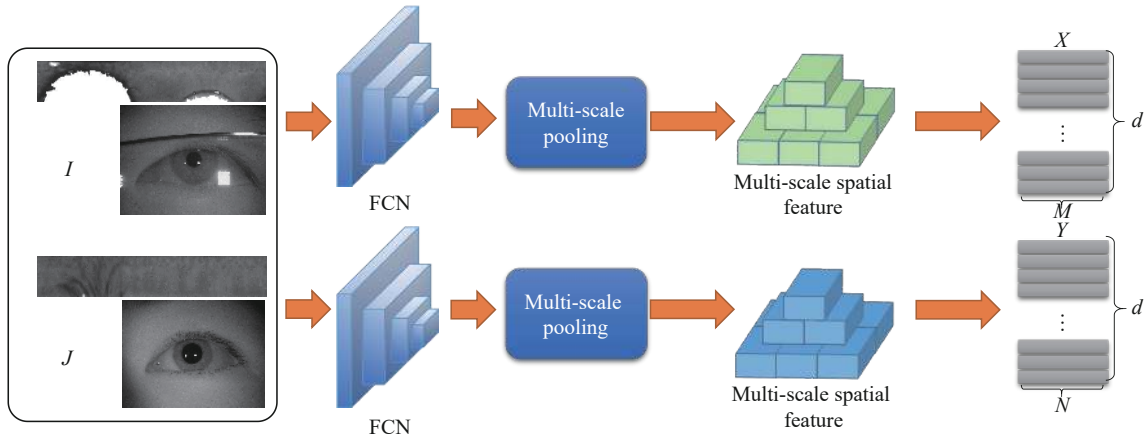 I
FCN
Multi-scale
pooling
Multi-scale spatial
feature
X
⋮
d
M
J
FCN
Multi-scale
pooling
Multi-scale spatial
feature
Y
⋮
d
N